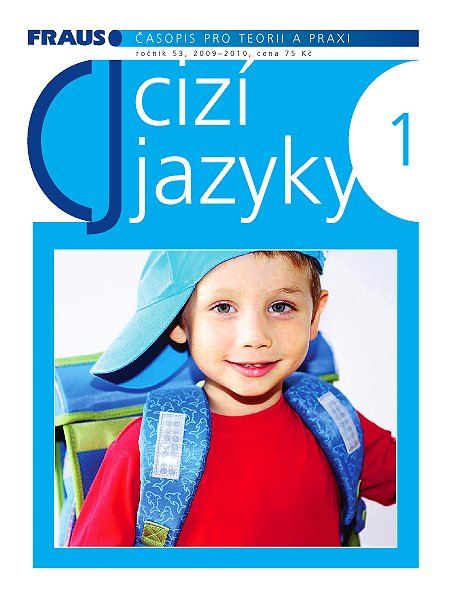 FRAUS
ČASOPIS PRO TEORII A PRAXI
ročník 53, 2009–2010, cena 75 Kč
cizí
jazyky
1